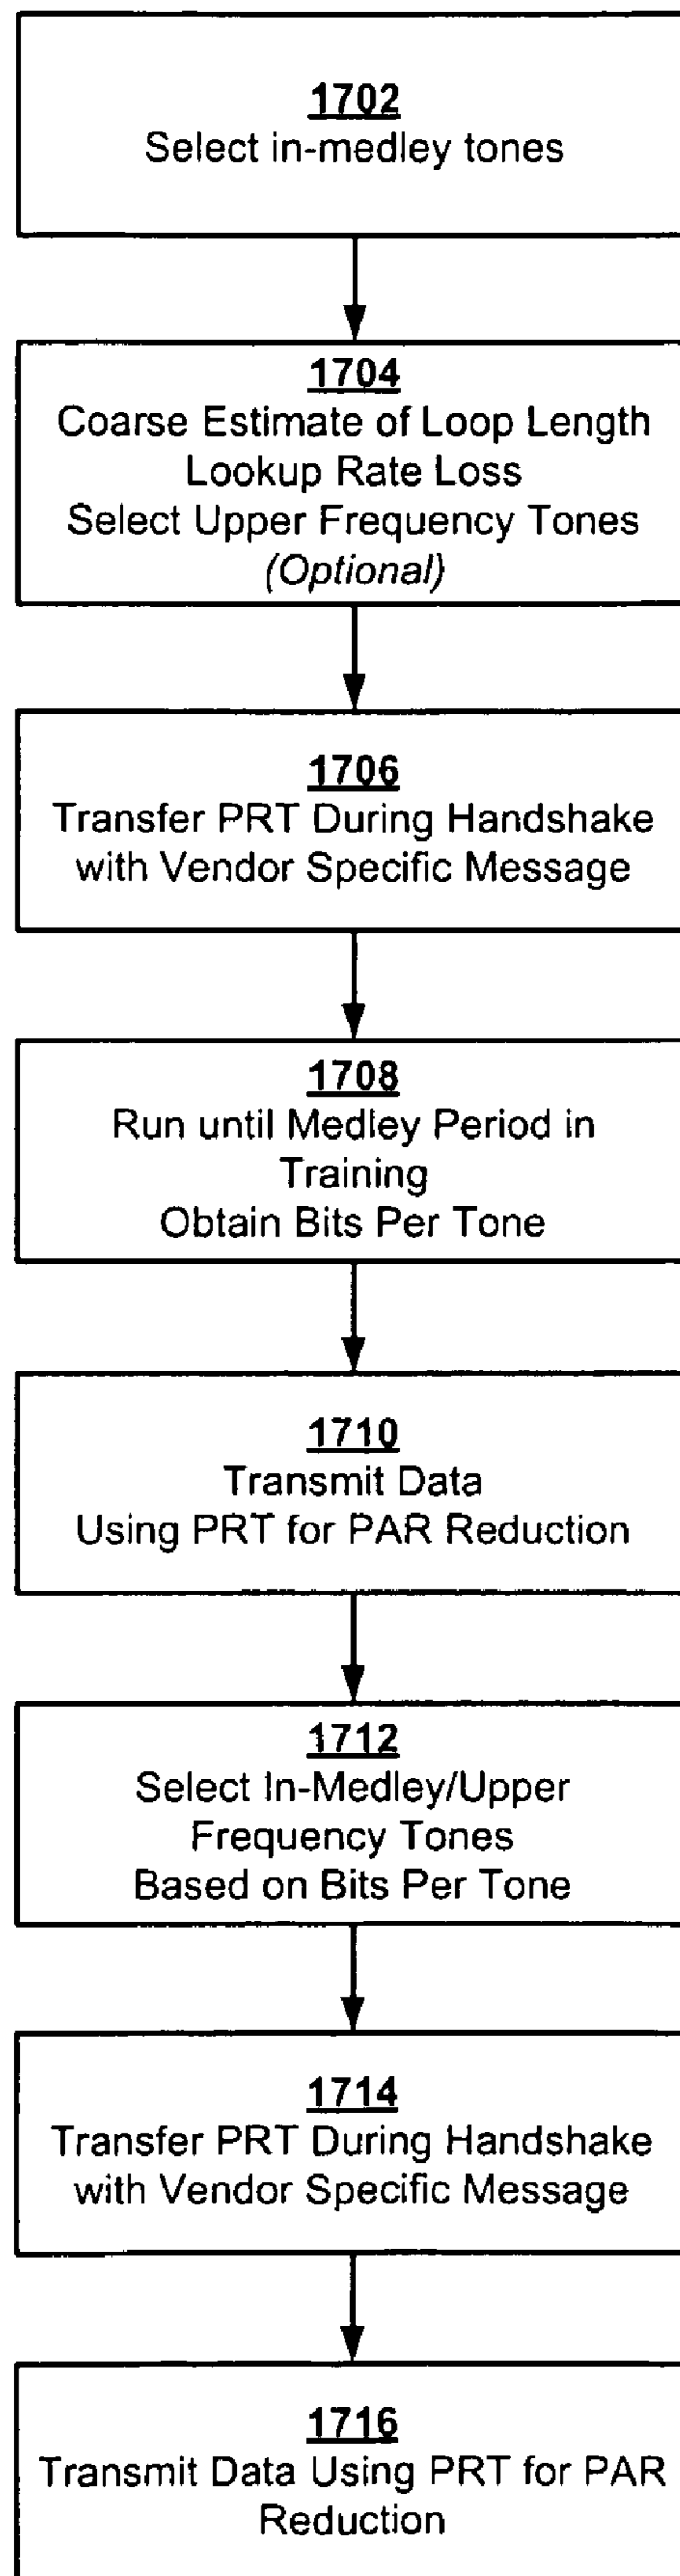 1702
Select in-medley tones
1704
Coarse Estimate of Loop Length
Lookup Rate Loss
Select Upper Frequency Tones
(Optional)
1706
Transfer PRT During Handshake
with Vendor Specific Message
1708
Run until Medley Period in
Training
Obtain Bits Per Tone
1710
Transmit Data
Using PRT for PAR Reduction
1712
Select In-Medley/Upper
Frequency Tones
Based on Bits Per Tone
1714
Transfer PRT During Handshake
with Vendor Specific Message
1716
Transmit Data Using PRT for PAR
Reduction